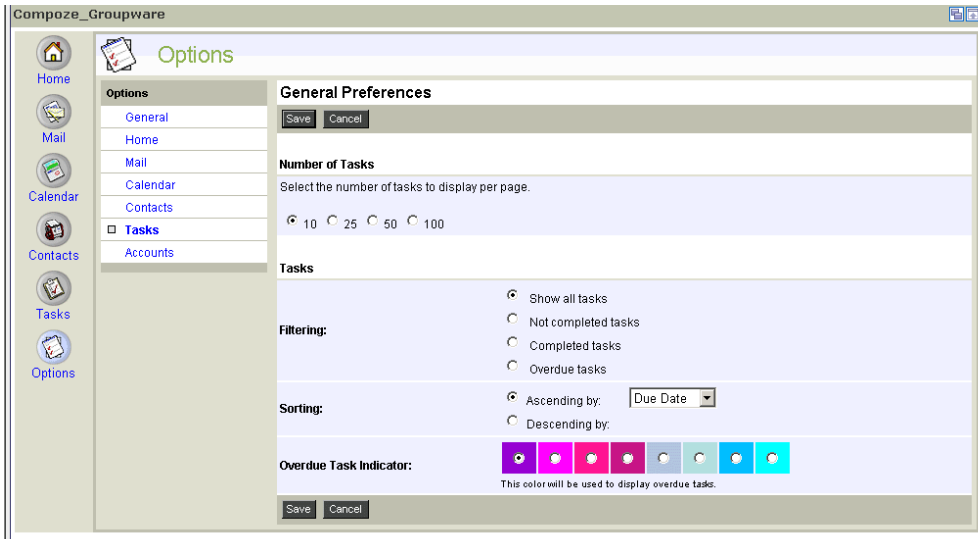 Compoze_Groupware
Home
Mail
Calendar
Contacts
Tasks
Options
Options
Options
General
Home
Mail
Calendar
Contacts
Tasks
Accounts
General Preferences
Save Cancel
Number of Tasks
Select the number of tasks to display per page.
10 25 50 100
Tasks
Filtering:
Show all tasks
Not completed tasks
Completed tasks
Overdue tasks
Sorting:
Ascending by: Due Date
Descending by:
Overdue Task Indicator:
This color will be used to display overdue tasks.
Save Cancel